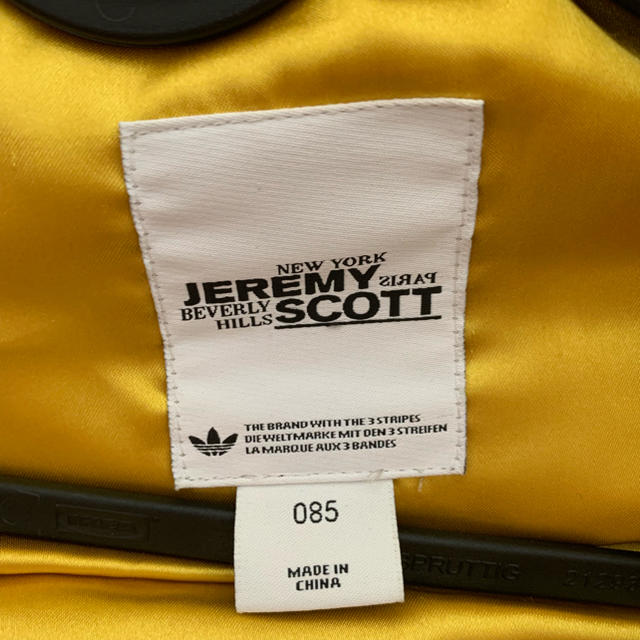 NEW YORK
JEREMY PARIS
BEVERLY HILLS SCOTT
THE BRAND WITH THE 3 STRIPES
DIE WELTMARKE MIT DEN 3 STREIFEN
LA MARQUE AUX 3 BANDES
085
MADE IN
CHINA
SPRUTTIG